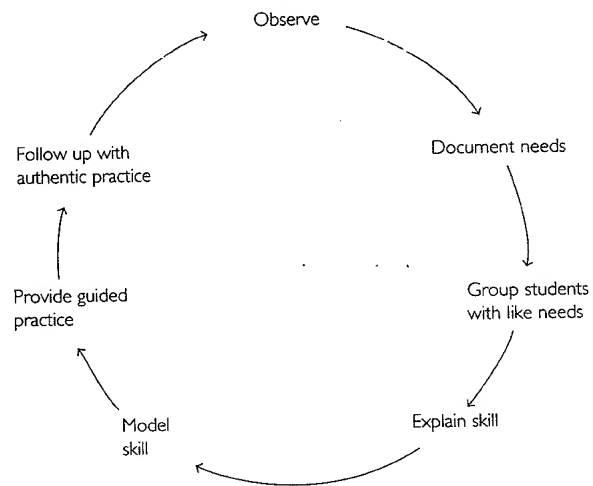 Observe
Document needs
Group students
with like needs
Explain skill
Model
skill
Provide guided
practice
Follow up with
authentic practice